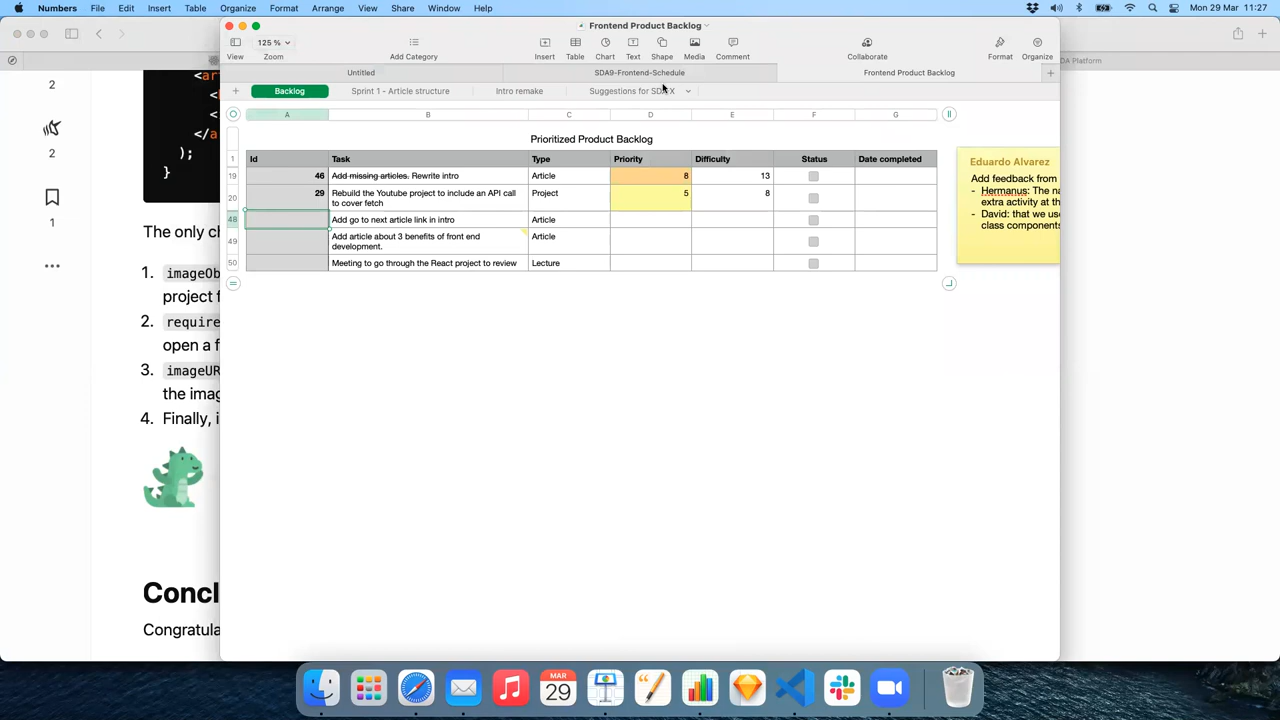 Numbers File Edit Insert Table Organize Format Arrange View Share Window Help Mon 29 Mar 11:27
Frontend Product Backlog
125 %
View Zoom Add Category Insert Table Chart Text Shape Media Comment Collaborate Format Organize
Untitled SDA9-Frontend-Schedule Frontend Product Backlog
DA Platform
Backlog Sprint 1 - Article structure Intro remake Suggestions for
A B C D E F G
Prioritized Product Backlog
1 Id Task Type Priority Difficulty Status Date completed
19 46 Add missing articles. Rewrite intro Article 8 13
20 29 Rebuild the Youtube project to include an API call to cover fetch Project 5 8
48 Add go to next article link in intro Article
49 Add article about 3 benefits of front end development. Article
50 Meeting to go through the React project to review Lecture
Eduardo Alvarez
Add feedback from
- Hermanus: The na
extra activity at th
- David: that we use
class components
2
2
1
<ar
<
<
</a
);
}
The only ch
1. imageOb
project f
2. require
open a f
3. imageUR
the imag
4. Finally, i
Concl
Congratula
MAR
29